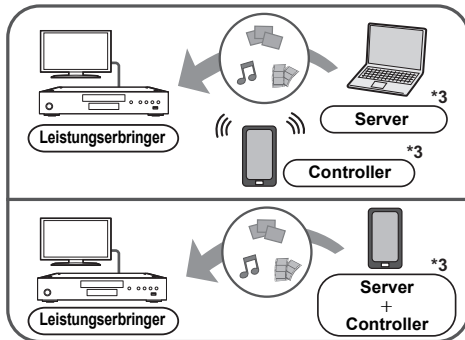 *3
Leistungserbringer
Server
*3
Controller
*3
Leistungserbringer
Server
+
Controller